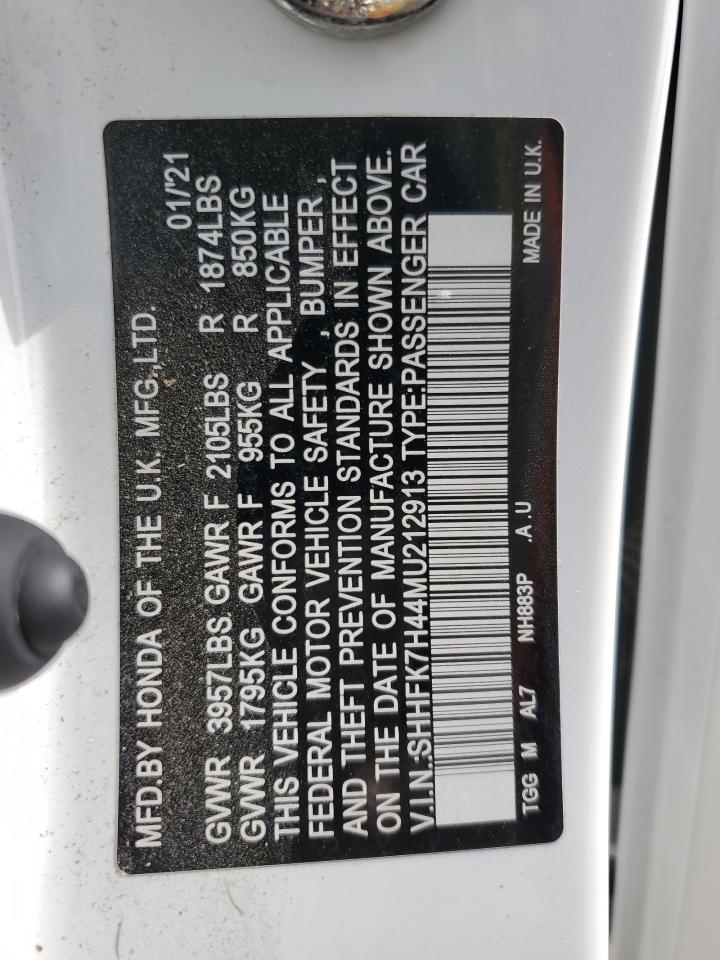 MFD.BY HONDA OF THE U.K. MFG.,LTD. 01/'21
GVWR 3957LBS GAWR F 2105LBS R 1874LBS
GVWR 1795KG GAWR F 955KG R 850KG
THIS VEHICLE CONFORMS TO ALL APPLICABLE
FEDERAL MOTOR VEHICLE SAFETY , BUMPER ,
AND THEFT PREVENTION STANDARDS IN EFFECT
ON THE DATE OF MANUFACTURE SHOWN ABOVE.
V.I.N.:SHHFK7H44MU212913 TYPE:PASSENGER CAR
TGG M AL7 NH883P .A .U MADE IN U.K.